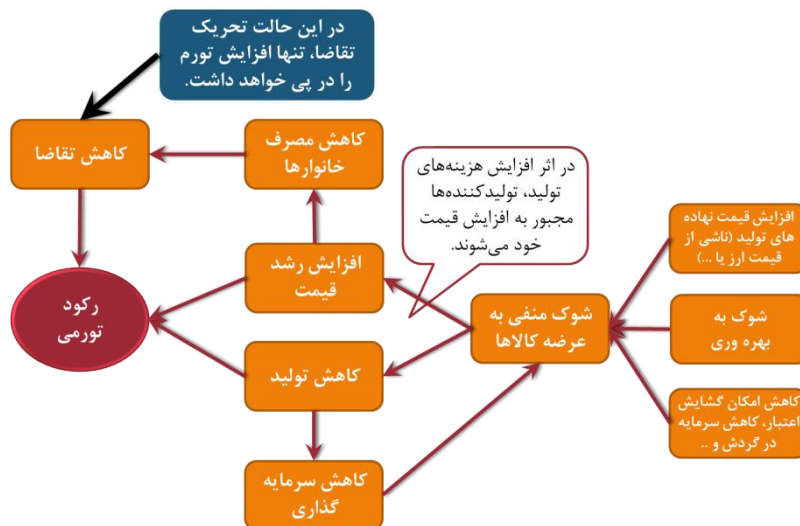 در این حالت تحریک
تقاضا، تنها افزایش تورم
را در پی خواهد داشت.
کاهش تقاضا
کاهش مصرف
خانوارها
در اثر افزایش هزینه‌های
تولید، تولیدکننده‌ها
مجبور به افزایش قیمت
خود می‌شوند.
افزایش قیمت نهاده
های تولید (ناشی از
قیمت ارز یا ...)
افزایش رشد
قیمت
رکود
تورمی
شوک منفی به
عرضه کالاها
شوک به
بهره وری
کاهش تولید
کاهش امکان گشایش
اعتبار، کاهش سرمایه
در گردش و ..
کاهش سرمایه
گذاری